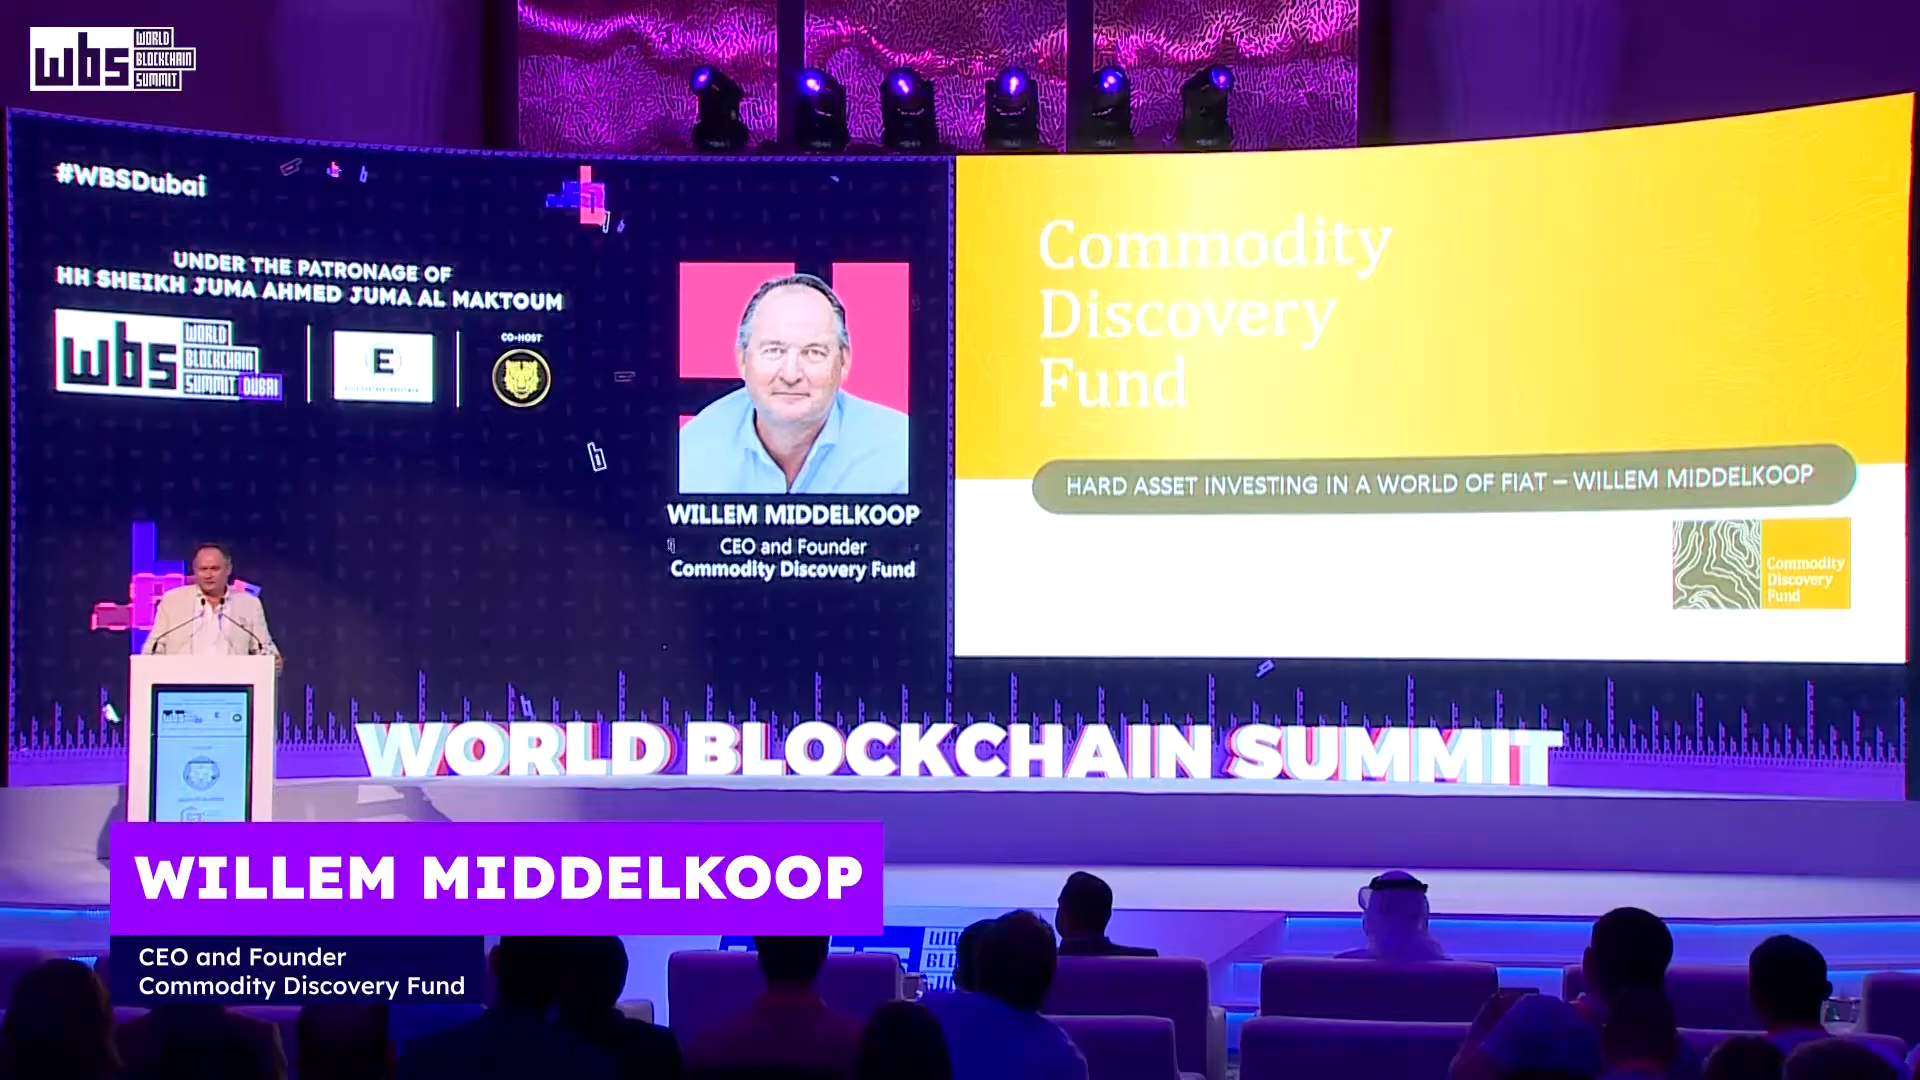 wbs WORLD
BLOCKCHAIN
SUMMIT
#WBSDubai
UNDER THE PATRONAGE OF
HH SHEIKH JUMA AHMED JUMA AL MAKTOUM
wbs WORLD
BLOCKCHAIN
SUMMIT DUBAI
E
CO-HOST
WILLEM MIDDELKOOP
CEO and Founder
Commodity Discovery Fund
Commodity
Discovery
Fund
HARD ASSET INVESTING IN A WORLD OF FIAT – WILLEM MIDDELKOOP
Commodity
Discovery
Fund
WORLD BLOCKCHAIN SUMMIT
WILLEM MIDDELKOOP
CEO and Founder
Commodity Discovery Fund